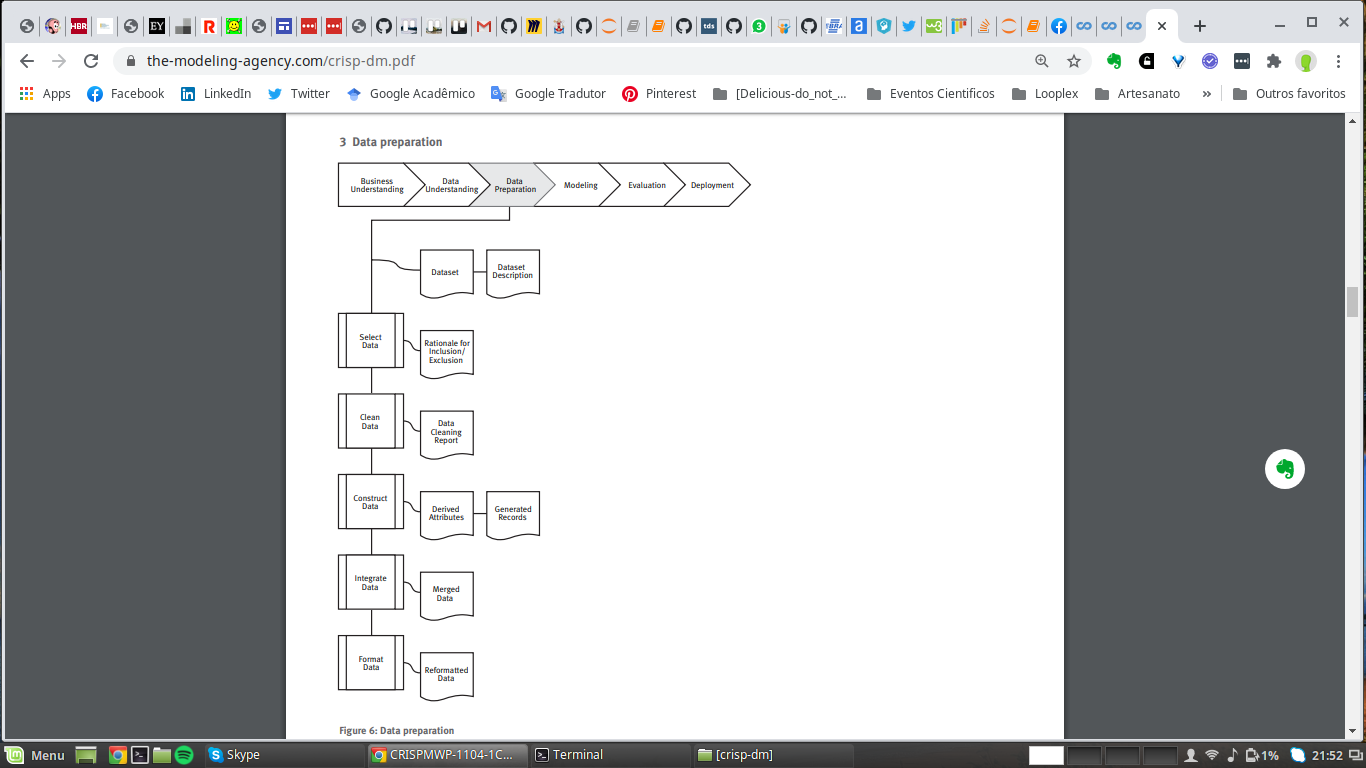 HBR
EY
R
tds
3
a
the-modeling-agency.com/crisp-dm.pdf
Apps
Facebook
LinkedIn
Twitter
Google Acadêmico
Google Tradutor
Pinterest
[Delicious-do_not_...
Eventos Cientificos
Looplex
Artesanato
»
Outros favoritos
3 Data preparation
Business
Understanding
Data
Understanding
Data
Preparation
Modeling
Evaluation
Deployment
Dataset
Dataset
Description
Select
Data
Rationale for
Inclusion/
Exclusion
Clean
Data
Data
Cleaning
Report
Construct
Data
Derived
Attributes
Generated
Records
Integrate
Data
Merged
Data
Format
Data
Reformatted
Data
Figure 6: Data preparation
Menu
Skype
CRISPMWP-1104-1C...
Terminal
[crisp-dm]
1%
21:52